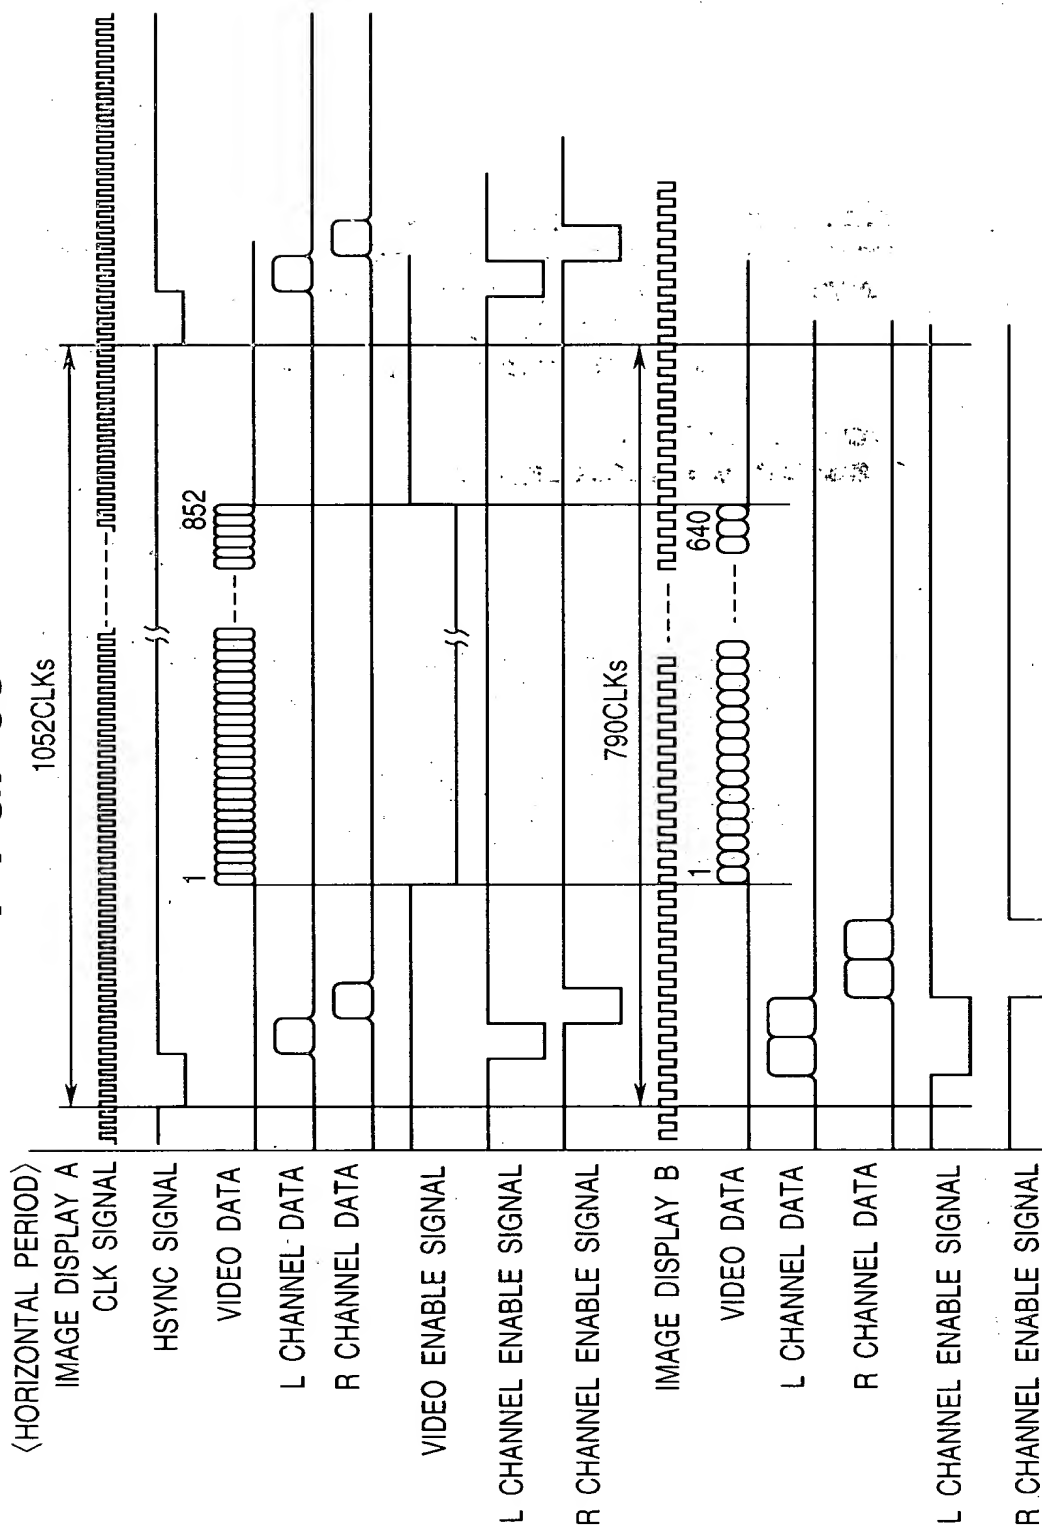 〈HORIZONTAL PERIOD〉
IMAGE DISPLAY A
1052CLKs
CLK SIGNAL
HSYNC SIGNAL
VIDEO DATA
1
852
L CHANNEL DATA
R CHANNEL DATA
VIDEO ENABLE SIGNAL
L CHANNEL ENABLE SIGNAL
R CHANNEL ENABLE SIGNAL
790CLKs
IMAGE DISPLAY B
VIDEO DATA
1
640
L CHANNEL DATA
R CHANNEL DATA
L CHANNEL ENABLE SIGNAL
R CHANNEL ENABLE SIGNAL